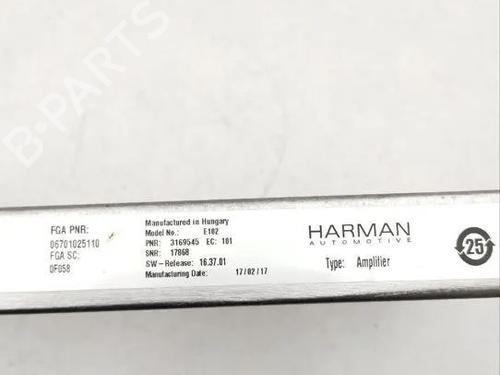 B-PARTS
FGA PNR:
06701025110
FGA SC:
0F058
Manufactured in Hungary
Model No.: E182
PNR: 3169545 EC: 101
SNR: 17868
SW-Release: 16.37.01
Manufacturing Date: 17/02/17
HARMAN
AUTOMOTIVE
Type: Amplifier
25